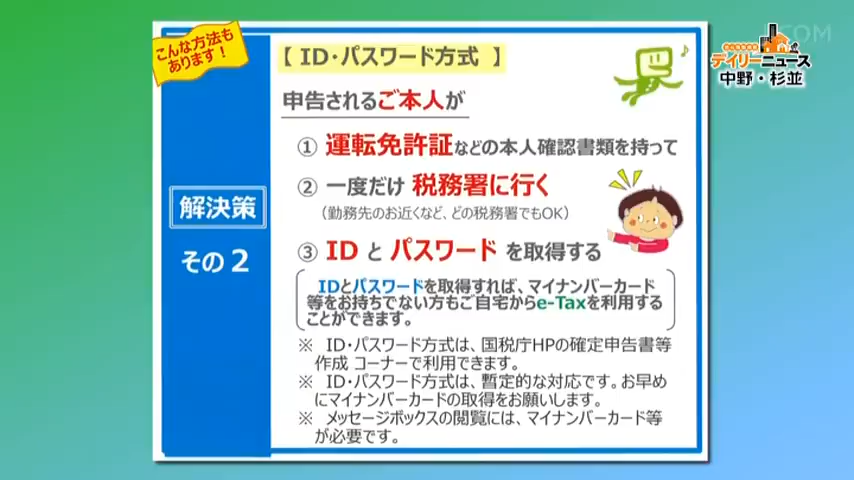 こんな方法も
あります！
【 ID・パスワード方式 】
デイリーニュース
中野・杉並
申告されるご本人が
① 運転免許証などの本人確認書類を持って
② 一度だけ 税務署に行く
（勤務先のお近くなど、どの税務署でもOK）
解決策
その２
③ ID と パスワード を取得する
IDとパスワードを取得すれば、マイナンバーカード
等をお持ちでない方もご自宅からe-Taxを利用する
ことができます。
※ ID・パスワード方式は、国税庁HPの確定申告書等
作成 コーナーで利用できます。
※ ID・パスワード方式は、暫定的な対応です。お早め
にマイナンバーカードの取得をお願いします。
※ メッセージボックスの閲覧には、マイナンバーカード等
が必要です。